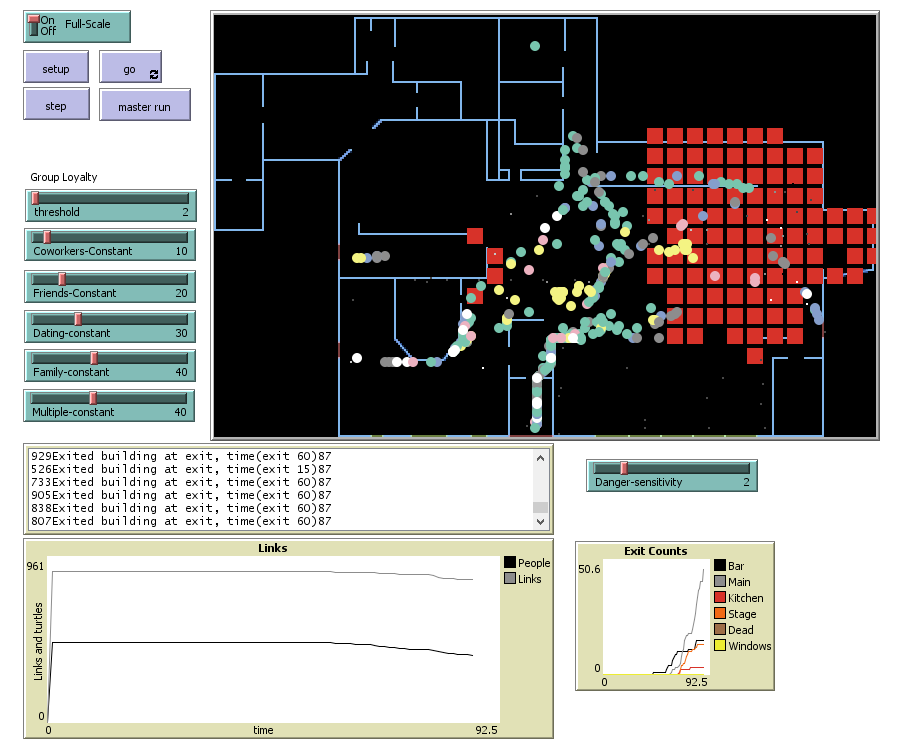 On
Off
Full-Scale
setup
go
step
master run
Group Loyalty
threshold 2
Coworkers-Constant 10
Friends-Constant 20
Dating-constant 30
Family-constant 40
Multiple-constant 40
929Exited building at exit, time(exit 60)87
526Exited building at exit, time(exit 15)87
733Exited building at exit, time(exit 60)87
905Exited building at exit, time(exit 60)87
838Exited building at exit, time(exit 60)87
807Exited building at exit, time(exit 60)87
Danger-sensitivity 2
Links
961
Links and turtles
0
0
time
92.5
People
Links
Exit Counts
50.6
0
0
92.5
Bar
Main
Kitchen
Stage
Dead
Windows